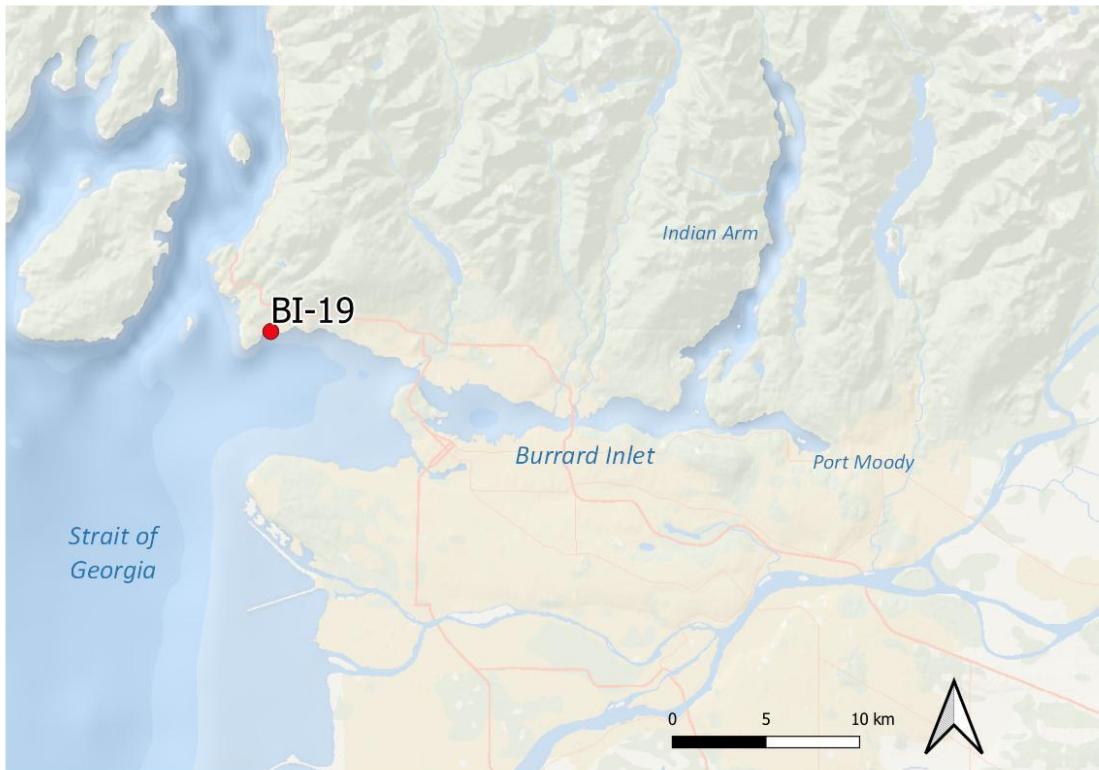 Indian Arm
BI-19
Burrard Inlet
Port Moody
Strait of
Georgia
0 5 10 km